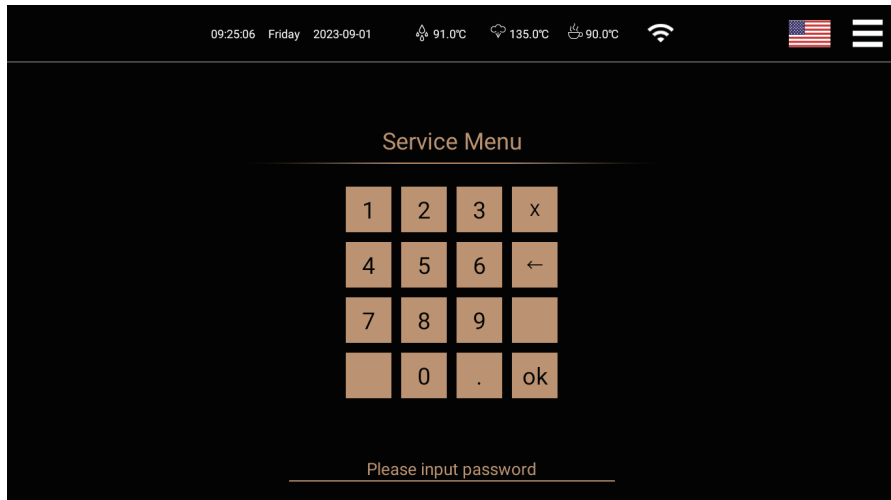 09:25:06 Friday 2023-09-01 91.0℃ 135.0℃ 90.0℃
Service Menu
1 2 3 X
4 5 6 ←
7 8 9
0 . ok
Please input password